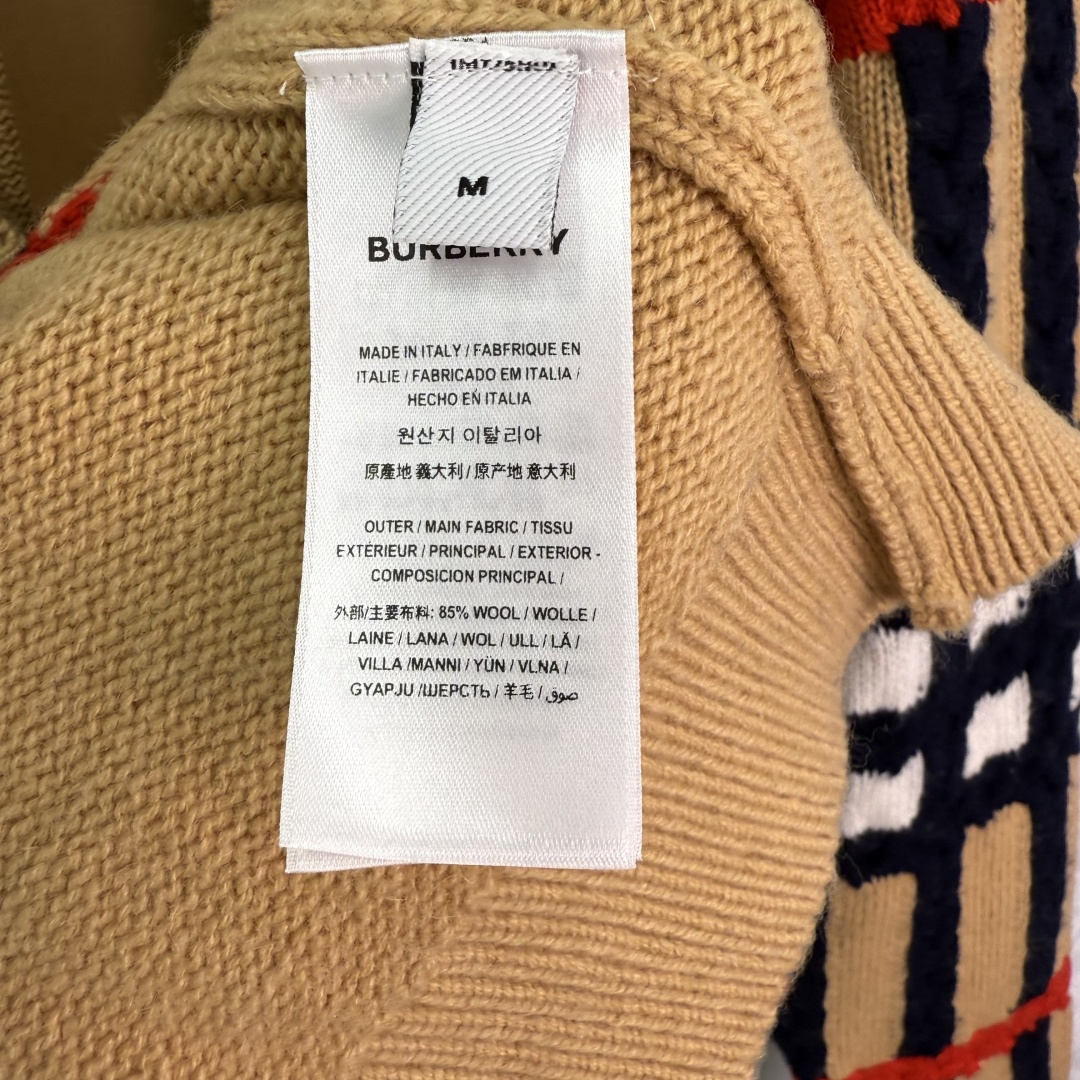 M
BURBERRY
MADE IN ITALY / FABFRIQUE EN
ITALIE / FABRICADO EM ITALIA /
HECHO EN ITALIA
원산지 이탈리아
原產地 義大利 / 原产地 意大利
OUTER / MAIN FABRIC / TISSU
EXTÉRIEUR / PRINCIPAL / EXTERIOR -
COMPOSICION PRINCIPAL /
外部/主要布料: 85% WOOL / WOLLE /
LAINE / LANA / WOL / ULL / LÃ /
VILLA /MANNI / YÜN / VLNA /
GYAPJU /ШЕРСТЬ / 羊毛 / صوف